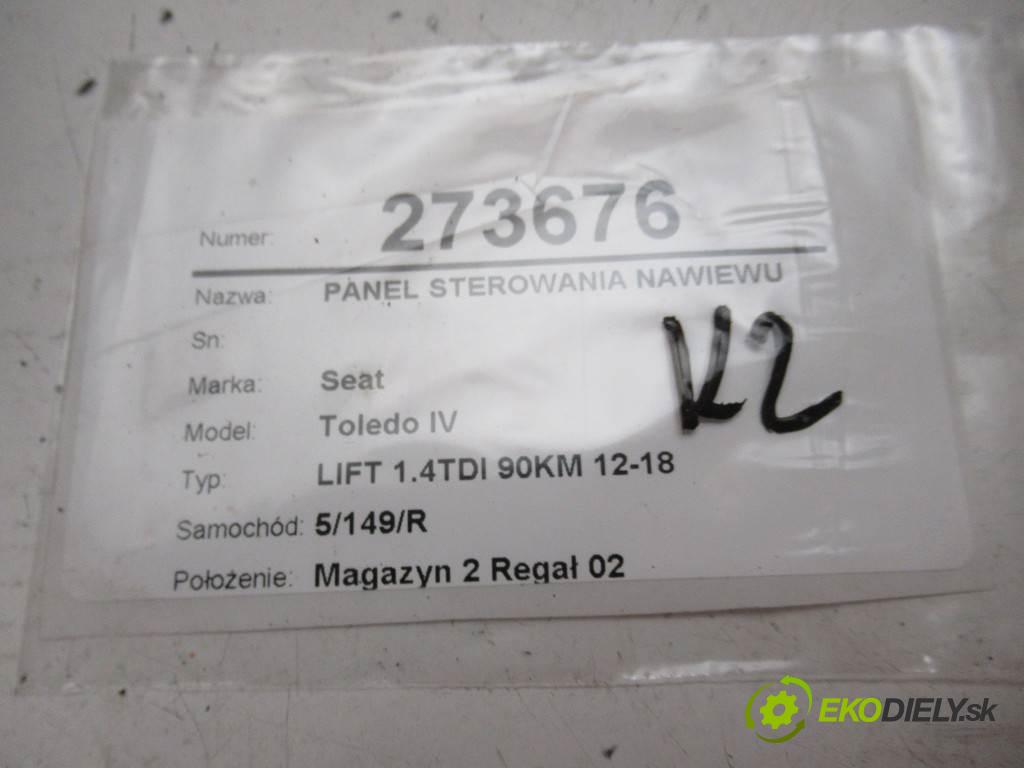 Numer: 273676
Nazwa: PANEL STEROWANIA NAWIEWU
Sn:
Marka: Seat
Model: Toledo IV
Typ: LIFT 1.4TDI 90KM 12-18
Samochód: 5/149/R
Położenie: Magazyn 2 Regał 02
V2
EKODIELY.sk